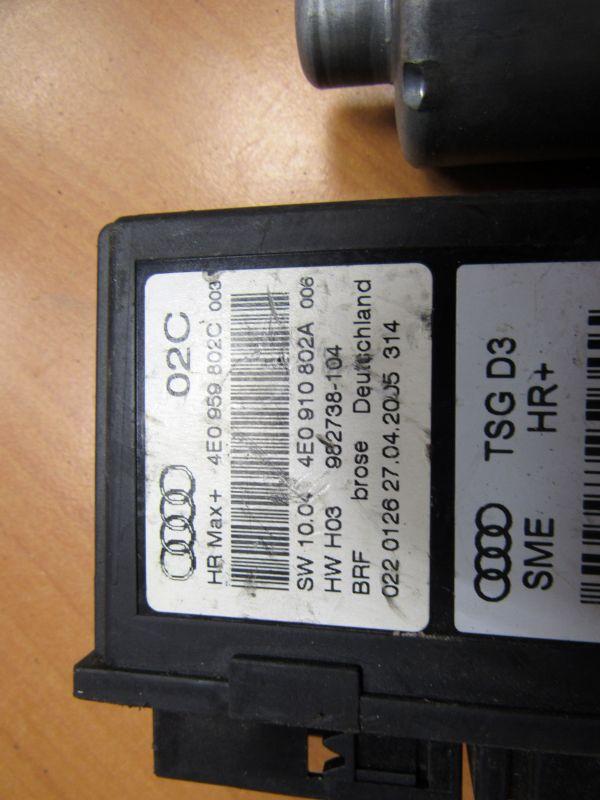 02C
HR Max+ 4E0 959 802C 003
SW 10.04 4E0 910 802A 006
HW H03 982738-104
BRF brose Deutschland
022 0126 27.04.2005 314
TSG D3
SME HR+